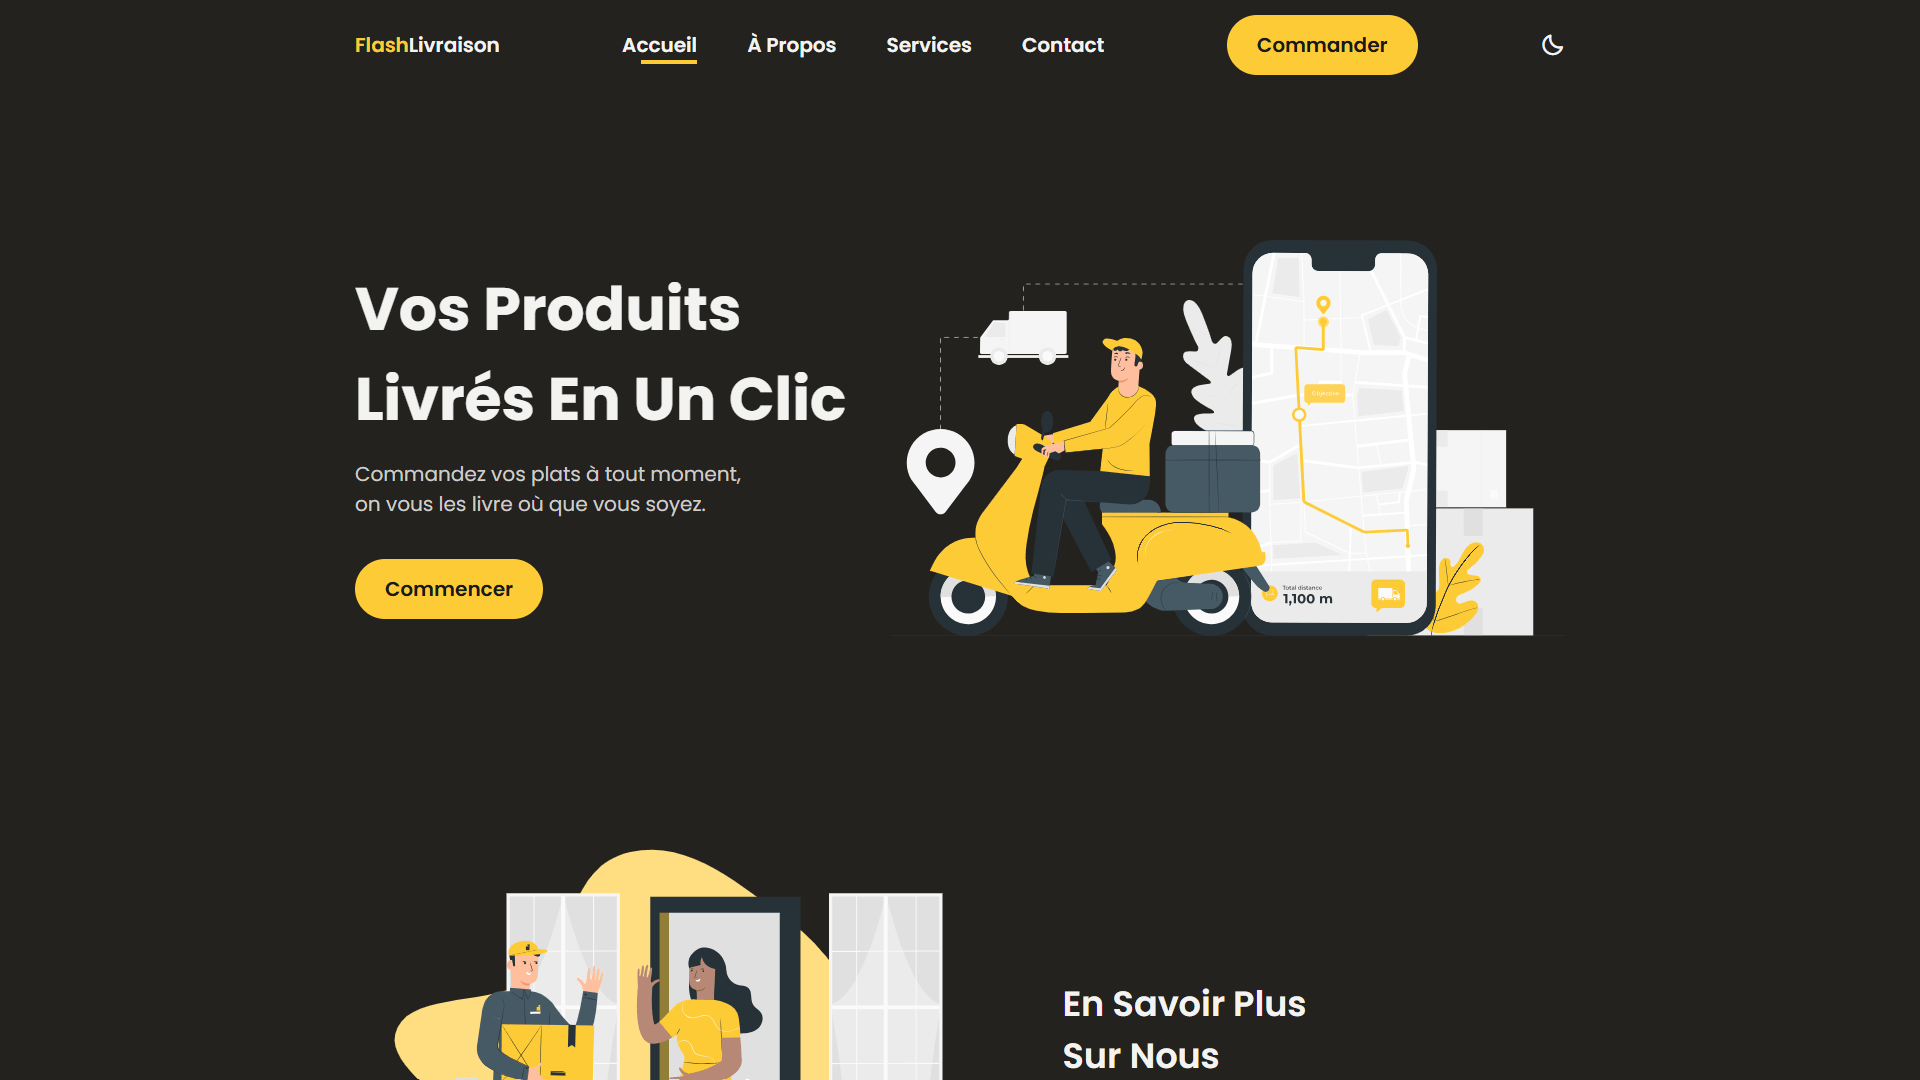 FlashLivraison
Accueil
À Propos
Services
Contact
Commander
Vos Produits
Livrés En Un Clic
Commandez vos plats à tout moment,
on vous les livre où que vous soyez.
Commencer
Total distance
1,100 m
En Savoir Plus
Sur Nous